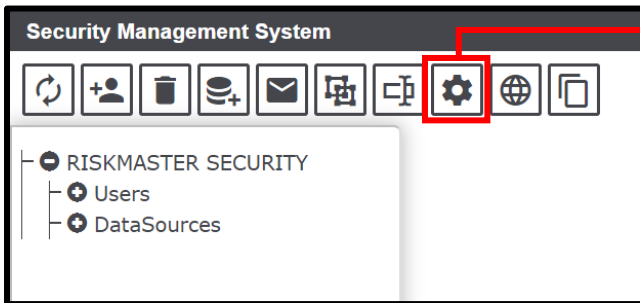 Security Management System
RISKMASTER SECURITY
Users
DataSources